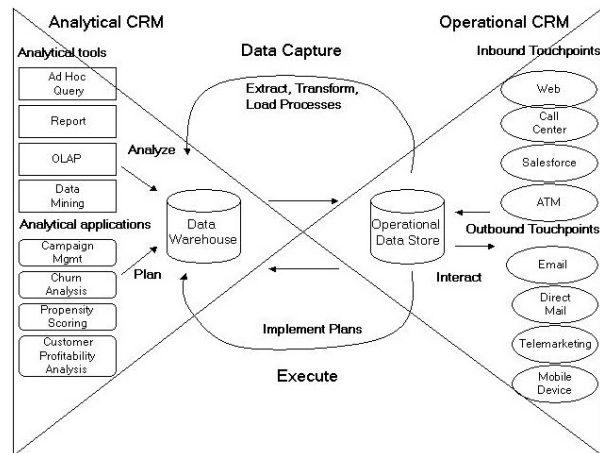 Analytical CRM
Operational CRM
Analytical tools
Data Capture
Inbound Touchpoints
Ad Hoc
Query
Report
OLAP
Data
Mining
Extract, Transform,
Load Processes
Analyze
Web
Call
Center
Salesforce
ATM
Data
Warehouse
Operational
Data Store
Analytical applications
Campaign
Mgmt
Churn
Analysis
Propensity
Scoring
Customer
Profitability
Analysis
Plan
Outbound Touchpoints
Interact
Email
Direct
Mail
Telemarketing
Mobile
Device
Implement Plans
Execute